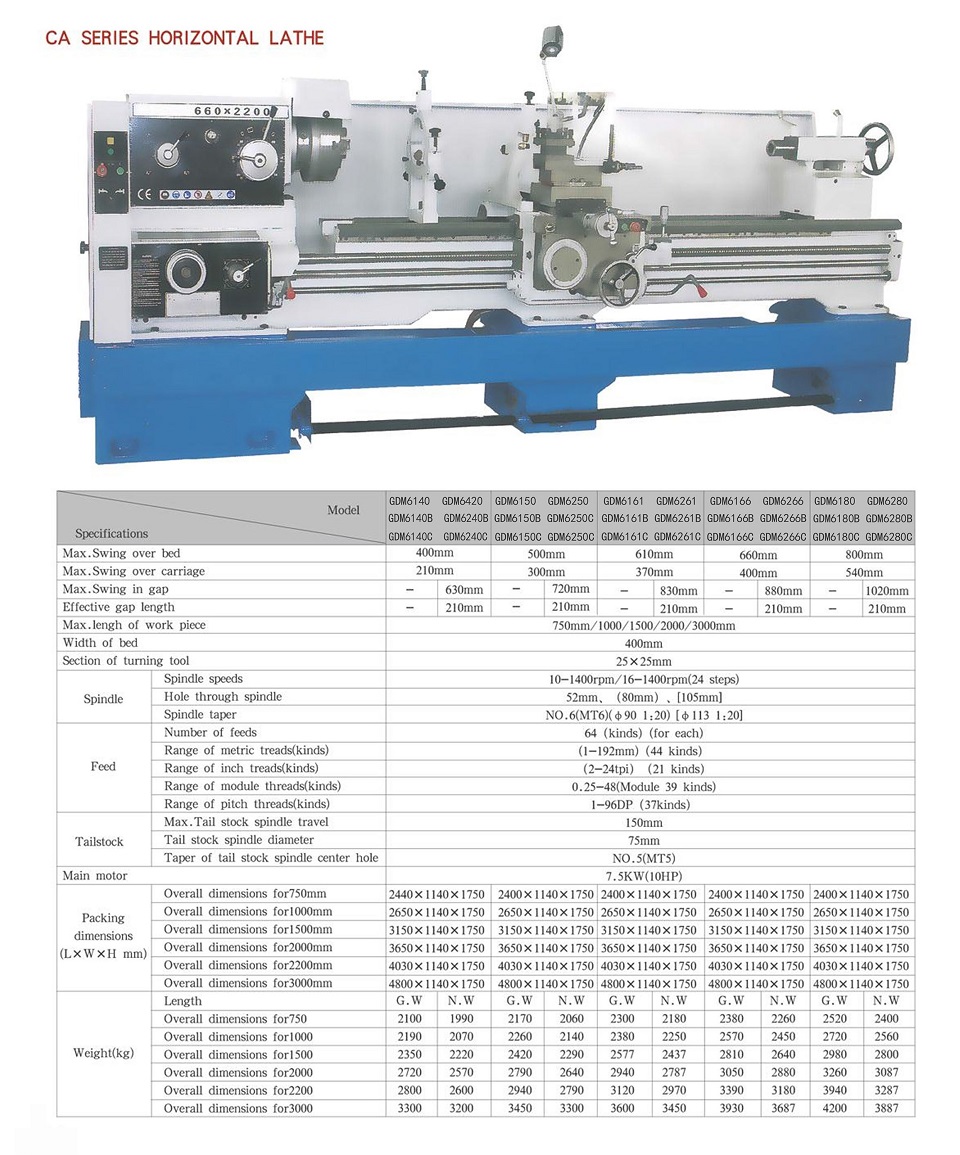 CA SERIES HORIZONTAL LATHE
660×2200
CE
Model
Specifications
GDM6140 GDM6420 GDM6150 GDM6250 GDM6161 GDM6261 GDM6166 GDM6266 GDM6180 GDM6280
GDM6140B GDM6240B GDM6150B GDM6250C GDM6161B GDM6261B GDM6166B GDM6266B GDM6180B GDM6280B
GDM6140C GDM6240C GDM6150C GDM6250C GDM6161C GDM6261C GDM6166C GDM6266C GDM6180C GDM6280C
Max.Swing over bed 400mm 500mm 610mm 660mm 800mm
Max.Swing over carriage 210mm 300mm 370mm 400mm 540mm
Max.Swing in gap － 630mm － 720mm － 830mm － 880mm － 1020mm
Effective gap length － 210mm － 210mm － 210mm － 210mm － 210mm
Max.lengh of work piece 750mm/1000/1500/2000/3000mm
Width of bed 400mm
Section of turning tool 25×25mm
Spindle
Spindle speeds 10—1400rpm/16—1400rpm(24 steps)
Hole through spindle 52mm、 (80mm) 、[105mm]
Spindle taper NO.6(MT6)(φ90 1:20) [φ113 1:20]
Feed
Number of feeds 64 (kinds) (for each)
Range of metric treads(kinds) (1—192mm) (44 kinds)
Range of inch treads(kinds) (2—24tpi) (21 kinds)
Range of module threads(kinds) 0.25—48(Module 39 kinds)
Range of pitch threads(kinds) 1—96DP (37kinds)
Tailstock
Max.Tail stock spindle travel 150mm
Tail stock spindle diameter 75mm
Taper of tail stock spindle center hole NO.5(MT5)
Main motor 7.5KW(10HP)
Packing
dimensions
(L×W×H mm)
Overall dimensions for750mm 2440×1140×1750 2400×1140×1750 2400×1140×1750 2400×1140×1750 2400×1140×1750
Overall dimensions for1000mm 2650×1140×1750 2650×1140×1750 2650×1140×1750 2650×1140×1750 2650×1140×1750
Overall dimensions for1500mm 3150×1140×1750 3150×1140×1750 3150×1140×1750 3150×1140×1750 3150×1140×1750
Overall dimensions for2000mm 3650×1140×1750 3650×1140×1750 3650×1140×1750 3650×1140×1750 3650×1140×1750
Overall dimensions for2200mm 4030×1140×1750 4030×1140×1750 4030×1140×1750 4030×1140×1750 4030×1140×1750
Overall dimensions for3000mm 4800×1140×1750 4800×1140×1750 4800×1140×1750 4800×1140×1750 4800×1140×1750
Weight(kg)
Length G.W N.W G.W N.W G.W N.W G.W N.W G.W N.W
Overall dimensions for750 2100 1990 2170 2060 2300 2180 2380 2260 2520 2400
Overall dimensions for1000 2190 2070 2260 2140 2380 2250 2570 2450 2720 2560
Overall dimensions for1500 2350 2220 2420 2290 2577 2437 2810 2640 2980 2800
Overall dimensions for2000 2720 2570 2790 2640 2940 2787 3050 2880 3260 3087
Overall dimensions for2200 2800 2600 2940 2790 3120 2970 3390 3180 3940 3287
Overall dimensions for3000 3300 3200 3450 3300 3600 3450 3930 3687 4200 3887